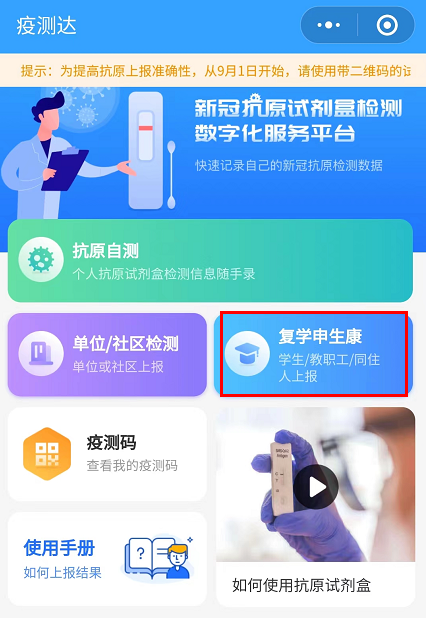 疫测达
提示：为提高抗原上报准确性，从9月1日开始，请使用带二维码的试
新冠抗原试剂盒检测
数字化服务平台
快速记录自己的新冠抗原检测数据
抗原自测
个人抗原试剂盒检测信息随手录
单位/社区检测
单位或社区上报
复学申生康
学生/教职工/同住
人上报
疫测码
查看我的疫测码
使用手册
如何上报结果
如何使用抗原试剂盒